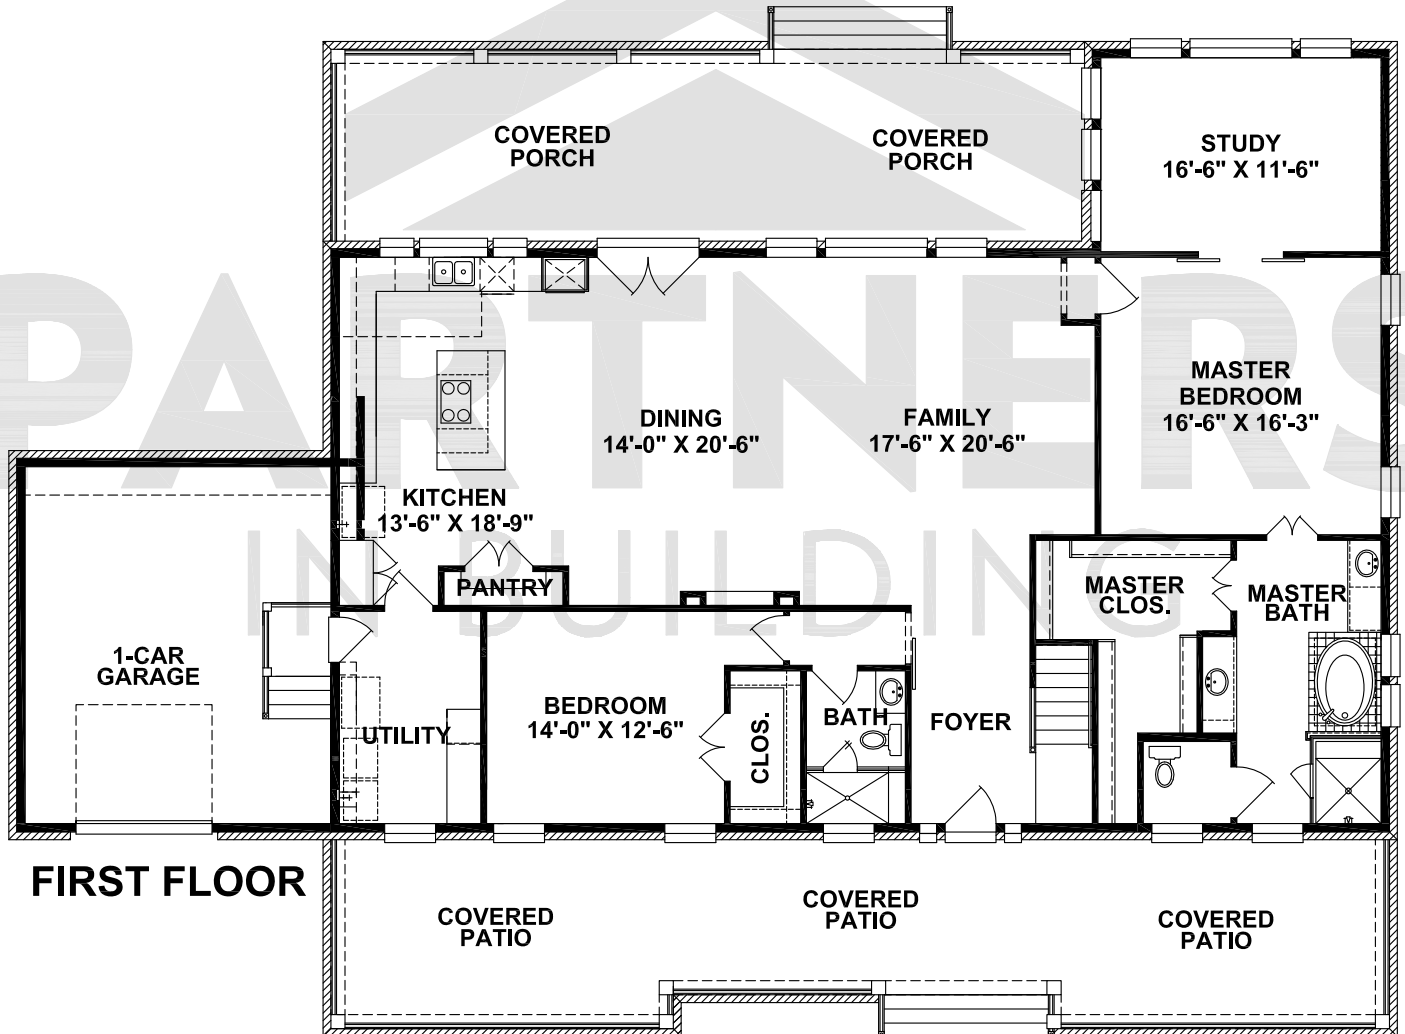 COVERED
PORCH
COVERED
PORCH
STUDY
16'-6" X 11'-6"
PARTNERS
IN BUILDING
MASTER
BEDROOM
16'-6" X 16'-3"
DINING
14'-0" X 20'-6"
FAMILY
17'-6" X 20'-6"
KITCHEN
13'-6" X 18'-9"
PANTRY
MASTER
CLOS.
MASTER
BATH
1-CAR
GARAGE
UTILITY
BEDROOM
14'-0" X 12'-6"
CLOS.
BATH
FOYER
FIRST FLOOR
COVERED
PATIO
COVERED
PATIO
COVERED
PATIO